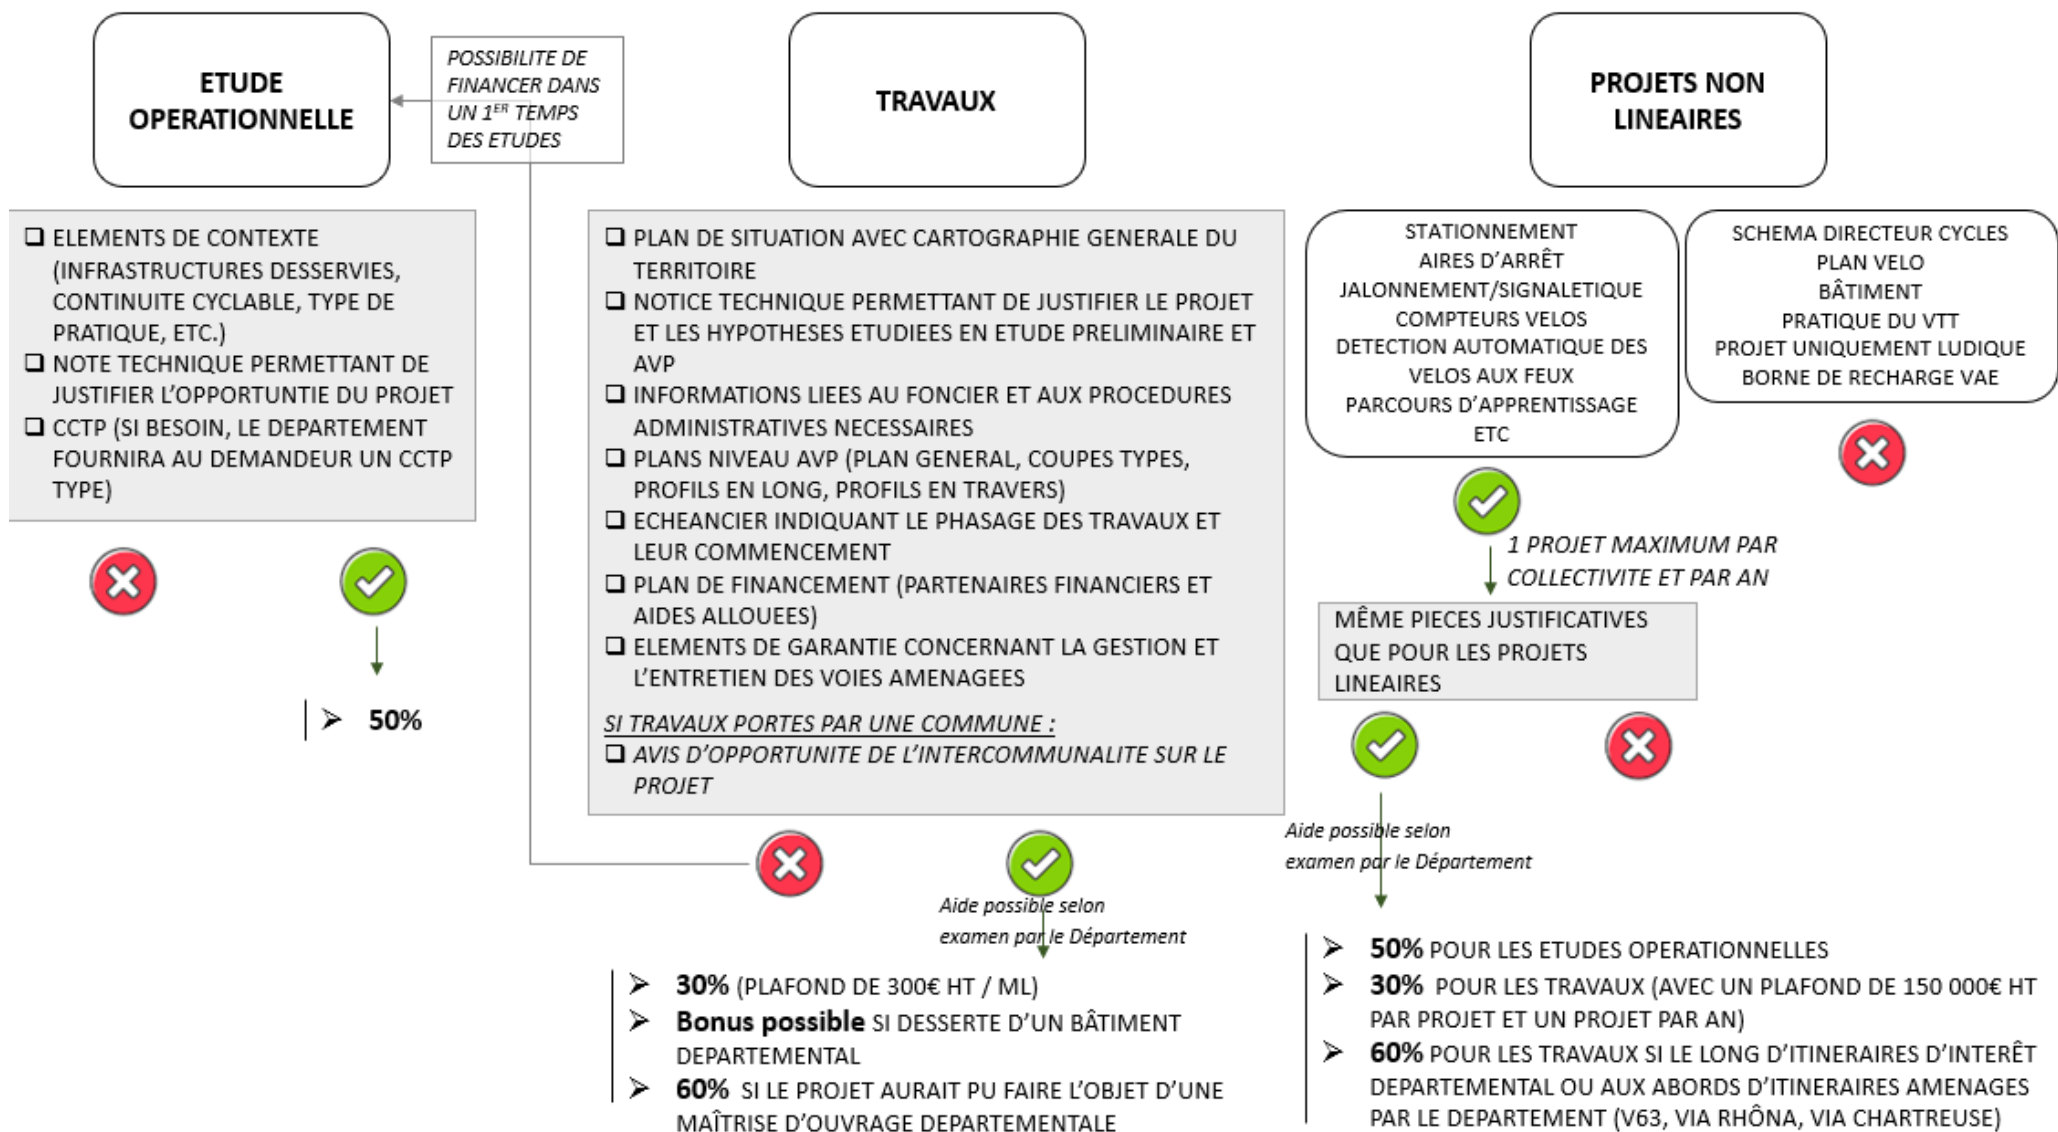 ETUDE
OPERATIONNELLE
POSSIBILITE DE
FINANCER DANS
UN 1ER TEMPS
DES ETUDES
❑ ELEMENTS DE CONTEXTE
(INFRASTRUCTURES DESSERVIES,
CONTINUITE CYCLABLE, TYPE DE
PRATIQUE, ETC.)
❑ NOTE TECHNIQUE PERMETTANT DE
JUSTIFIER L'OPPORTUNTIE DU PROJET
❑ CCTP (SI BESOIN, LE DEPARTEMENT
FOURNIRA AU DEMANDEUR UN CCTP
TYPE)
➢ 50%
TRAVAUX
❑ PLAN DE SITUATION AVEC CARTOGRAPHIE GENERALE DU
TERRITOIRE
❑ NOTICE TECHNIQUE PERMETTANT DE JUSTIFIER LE PROJET
ET LES HYPOTHESES ETUDIEES EN ETUDE PRELIMINAIRE ET
AVP
❑ INFORMATIONS LIEES AU FONCIER ET AUX PROCEDURES
ADMINISTRATIVES NECESSAIRES
❑ PLANS NIVEAU AVP (PLAN GENERAL, COUPES TYPES,
PROFILS EN LONG, PROFILS EN TRAVERS)
❑ ECHEANCIER INDIQUANT LE PHASAGE DES TRAVAUX ET
LEUR COMMENCEMENT
❑ PLAN DE FINANCEMENT (PARTENAIRES FINANCIERS ET
AIDES ALLOUEES)
❑ ELEMENTS DE GARANTIE CONCERNANT LA GESTION ET
L'ENTRETIEN DES VOIES AMENAGEES
SI TRAVAUX PORTES PAR UNE COMMUNE :
❑ AVIS D'OPPORTUNITE DE L'INTERCOMMUNALITE SUR LE
PROJET
Aide possible selon
examen par le Département
➢ 30% (PLAFOND DE 300€ HT / ML)
➢ Bonus possible SI DESSERTE D'UN BÂTIMENT
DEPARTEMENTAL
➢ 60% SI LE PROJET AURAIT PU FAIRE L'OBJET D'UNE
MAÎTRISE D'OUVRAGE DEPARTEMENTALE
PROJETS NON
LINEAIRES
STATIONNEMENT
AIRES D'ARRÊT
JALONNEMENT/SIGNALETIQUE
COMPTEURS VELOS
DETECTION AUTOMATIQUE DES
VELOS AUX FEUX
PARCOURS D'APPRENTISSAGE
ETC
SCHEMA DIRECTEUR CYCLES
PLAN VELO
BÂTIMENT
PRATIQUE DU VTT
PROJET UNIQUEMENT LUDIQUE
BORNE DE RECHARGE VAE
1 PROJET MAXIMUM PAR
COLLECTIVITE ET PAR AN
MÊME PIECES JUSTIFICATIVES
QUE POUR LES PROJETS
LINEAIRES
Aide possible selon
examen par le Département
➢ 50% POUR LES ETUDES OPERATIONNELLES
➢ 30% POUR LES TRAVAUX (AVEC UN PLAFOND DE 150 000€ HT
PAR PROJET ET UN PROJET PAR AN)
➢ 60% POUR LES TRAVAUX SI LE LONG D'ITINERAIRES D'INTERÊT
DEPARTEMENTAL OU AUX ABORDS D'ITINERAIRES AMENAGES
PAR LE DEPARTEMENT (V63, VIA RHÔNA, VIA CHARTREUSE)